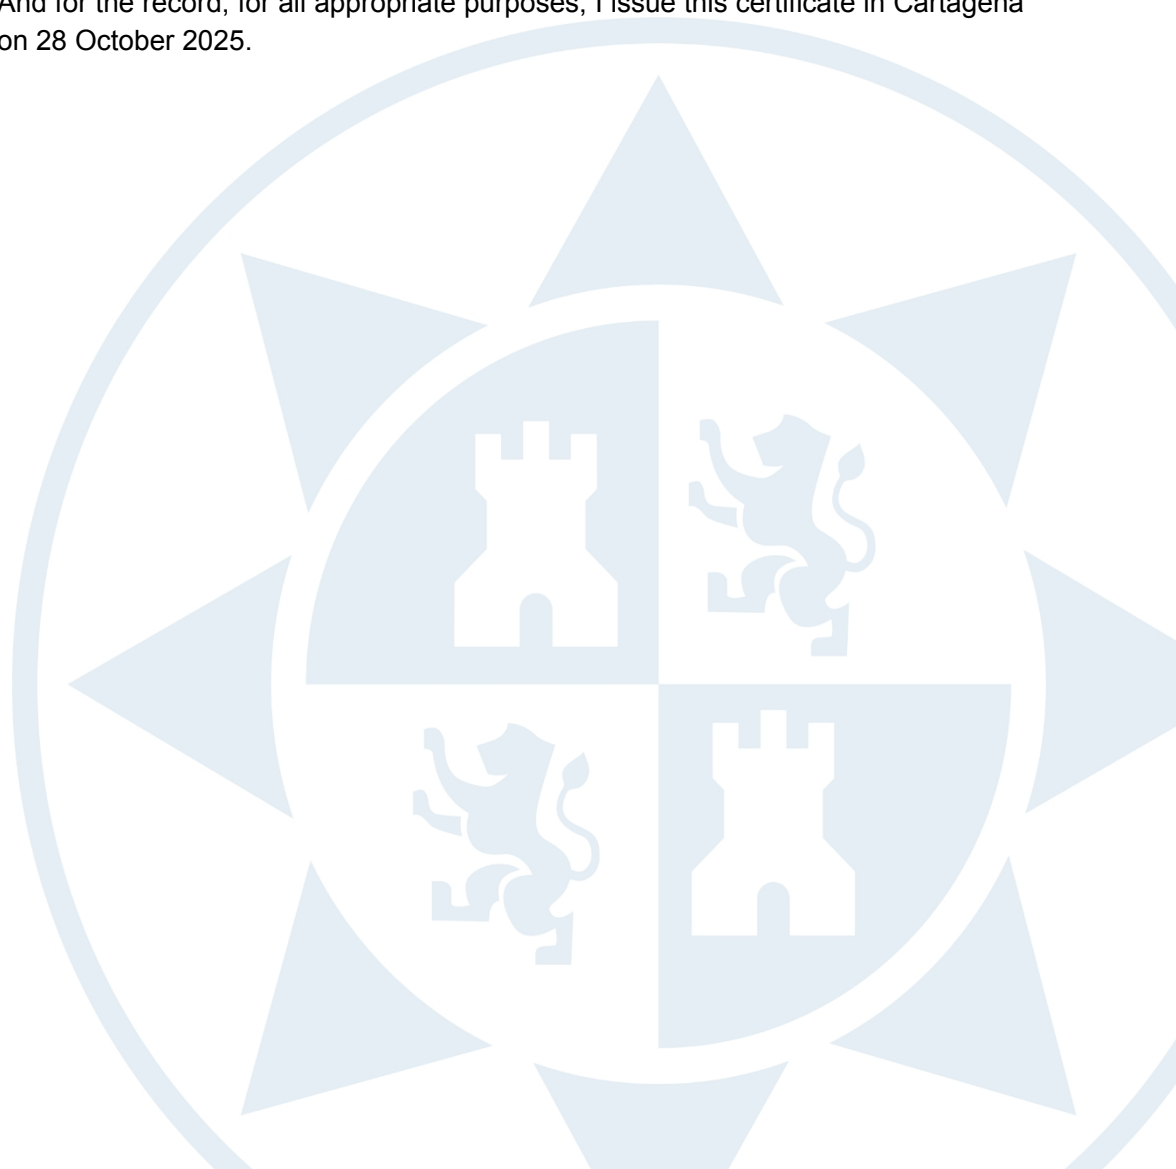 And for the record, for all appropriate purposes, I issue this certificate in Cartagena
on 28 October 2025.